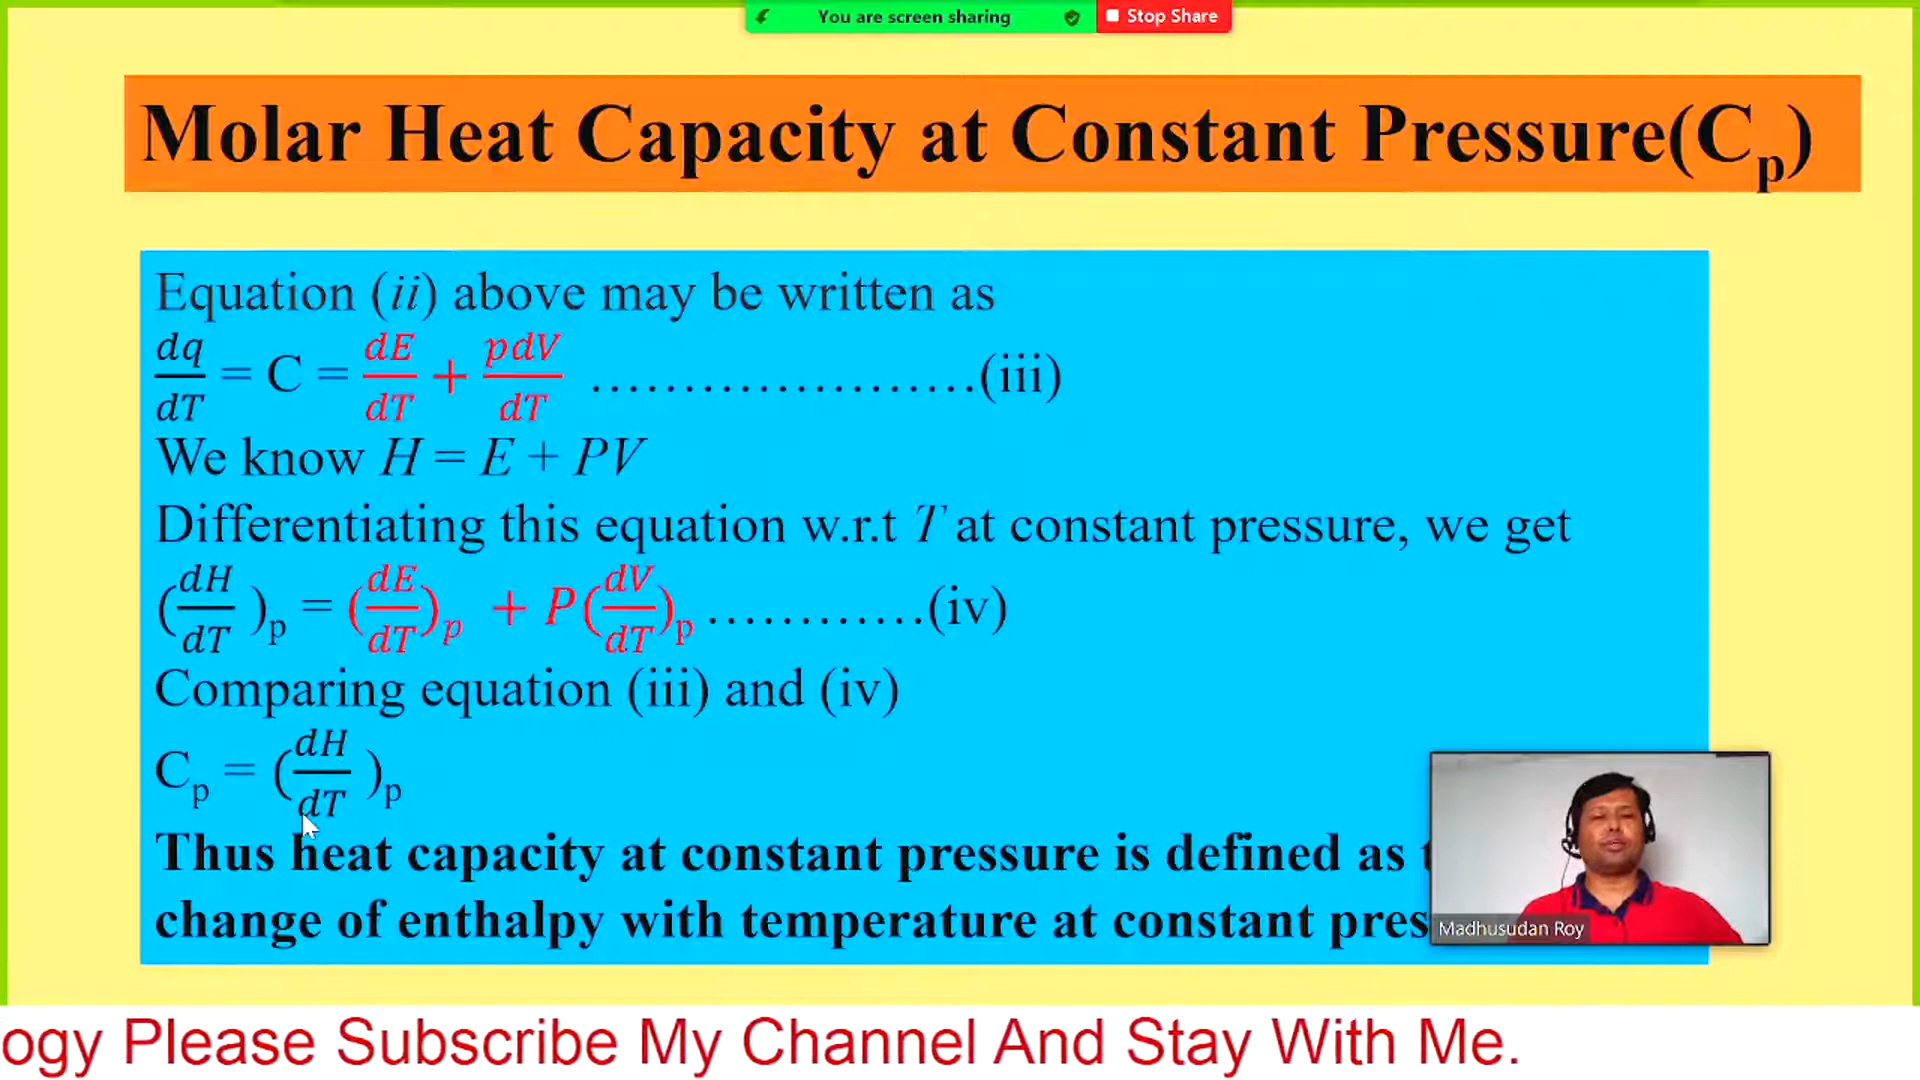 You are screen sharing Stop Share
Molar Heat Capacity at Constant Pressure(Cp)
Equation (ii) above may be written as
dq/dT = C = dE/dT + pdV/dT .....................(iii)
We know H = E + PV
Differentiating this equation w.r.t T at constant pressure, we get
(dH/dT)p = (dE/dT)p + P(dV/dT)p ............(iv)
Comparing equation (iii) and (iv)
Cp = (dH/dT)p
Thus heat capacity at constant pressure is defined as
change of enthalpy with temperature at constant pres
Madhusudan Roy
ogy Please Subscribe My Channel And Stay With Me.